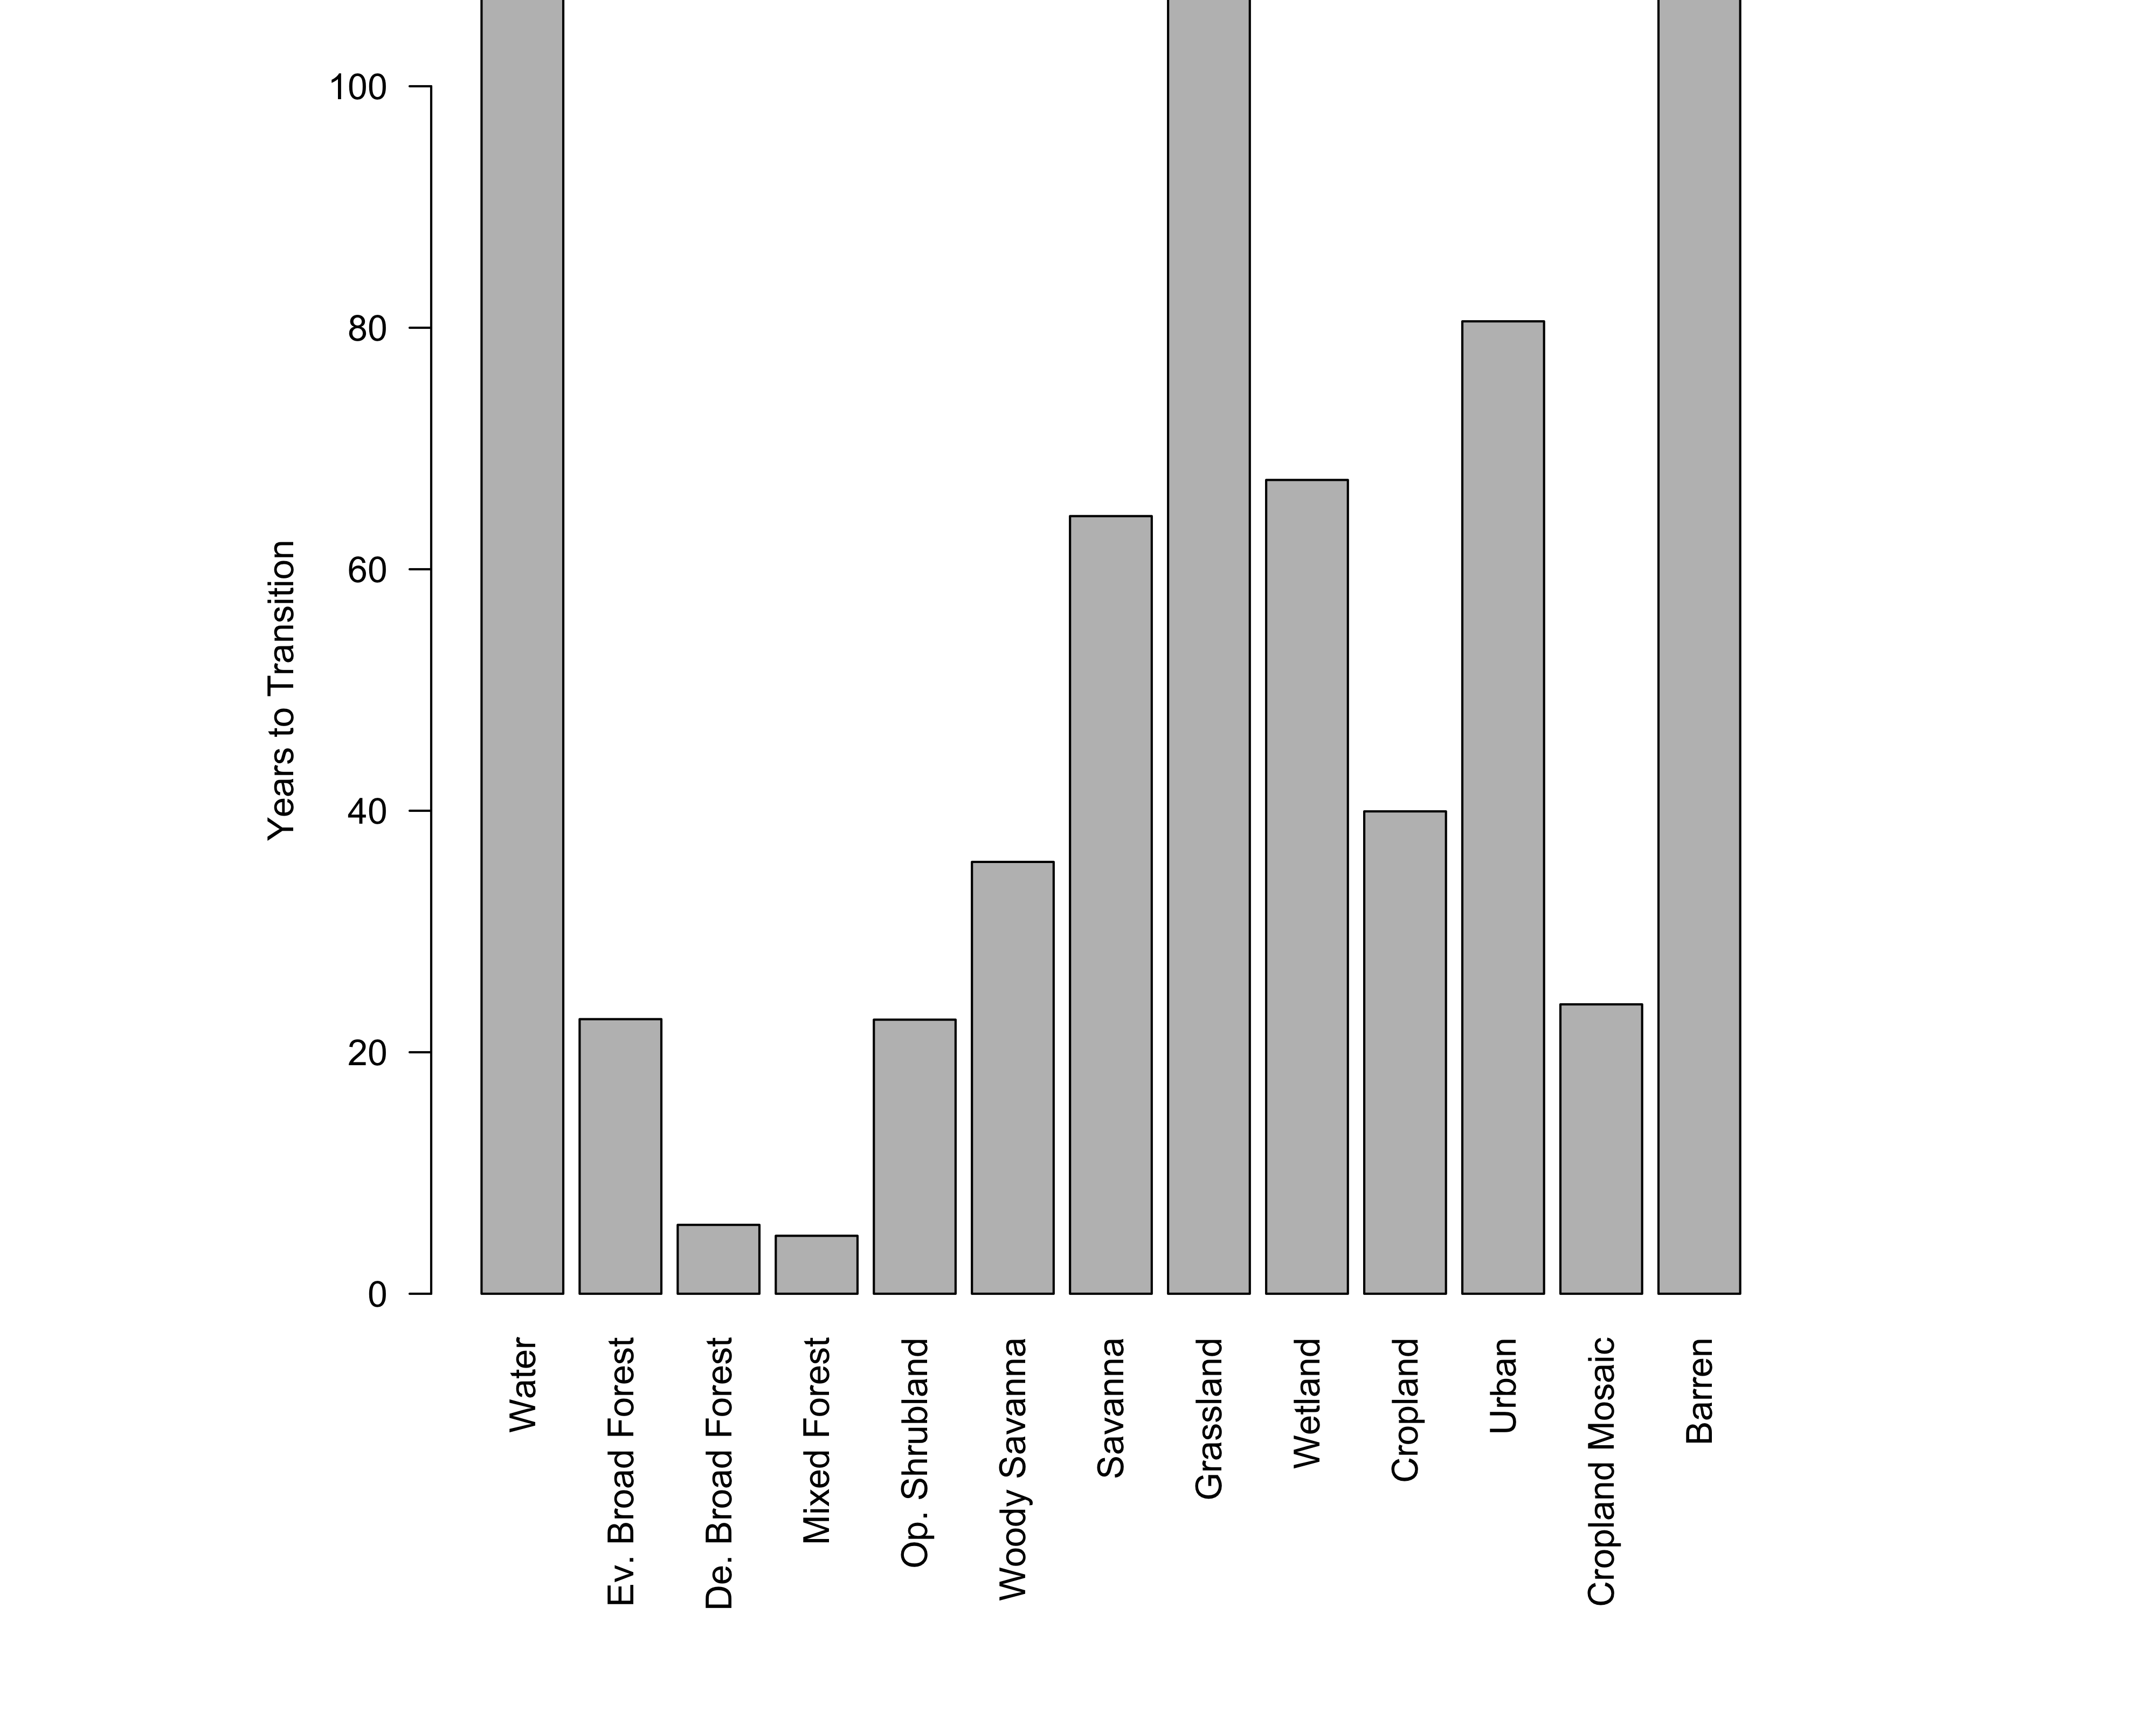 Years to Transition
100
80
60
40
20
0
Water
Ev. Broad Forest
De. Broad Forest
Mixed Forest
Op. Shrubland
Woody Savanna
Savanna
Grassland
Wetland
Cropland
Urban
Cropland Mosaic
Barren